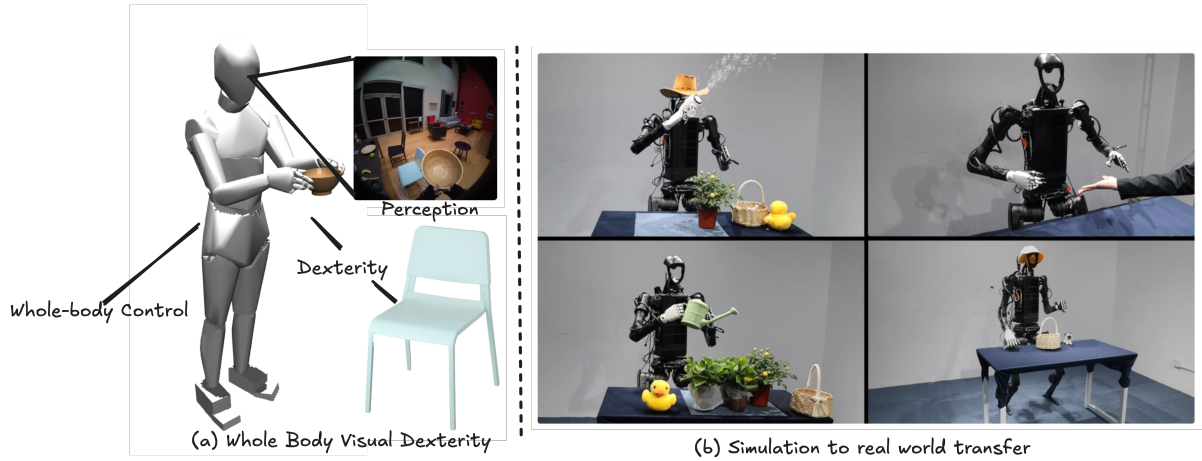 Perception
Dexterity
Whole-body Control
(a) Whole Body Visual Dexterity
(b) Simulation to real world transfer